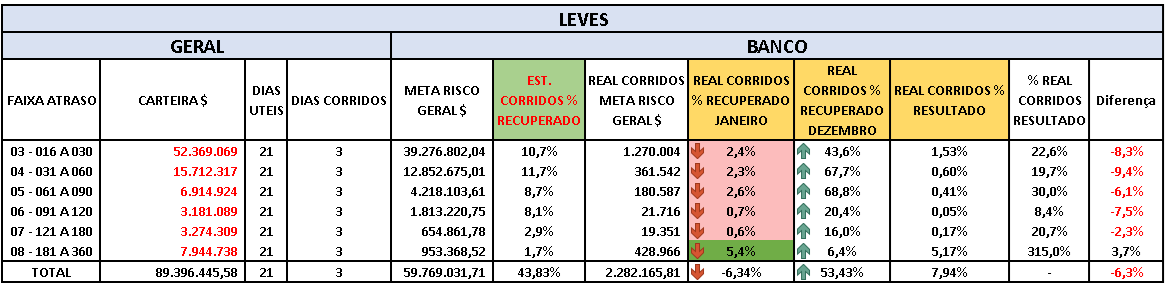 LEVES
GERAL BANCO
FAIXA ATRASO CARTEIRA $ DIAS UTEIS DIAS CORRIDOS META RISCO GERAL $ EST. CORRIDOS % RECUPERADO REAL CORRIDOS META RISCO GERAL $ REAL CORRIDOS % RECUPERADO JANEIRO REAL CORRIDOS % RECUPERADO DEZEMBRO REAL CORRIDOS % RESULTADO % REAL CORRIDOS RESULTADO Diferença
03 - 016 A 030 52.369.069 21 3 39.276.802,04 10,7% 1.270.004 2,4% 43,6% 1,53% 22,6% -8,3%
04 - 031 A 060 15.712.317 21 3 12.852.675,01 11,7% 361.542 2,3% 67,7% 0,60% 19,7% -9,4%
05 - 061 A 090 6.914.924 21 3 4.218.103,61 8,7% 180.587 2,6% 68,8% 0,41% 30,0% -6,1%
06 - 091 A 120 3.181.089 21 3 1.813.220,75 8,1% 21.716 0,7% 20,4% 0,05% 8,4% -7,5%
07 - 121 A 180 3.274.309 21 3 654.861,78 2,9% 19.351 0,6% 16,0% 0,17% 20,7% -2,3%
08 - 181 A 360 7.944.738 21 3 953.368,52 1,7% 428.966 5,4% 6,4% 5,17% 315,0% 3,7%
TOTAL 89.396.445,58 21 3 59.769.031,71 43,83% 2.282.165,81 -6,34% 53,43% 7,94% - -6,3%